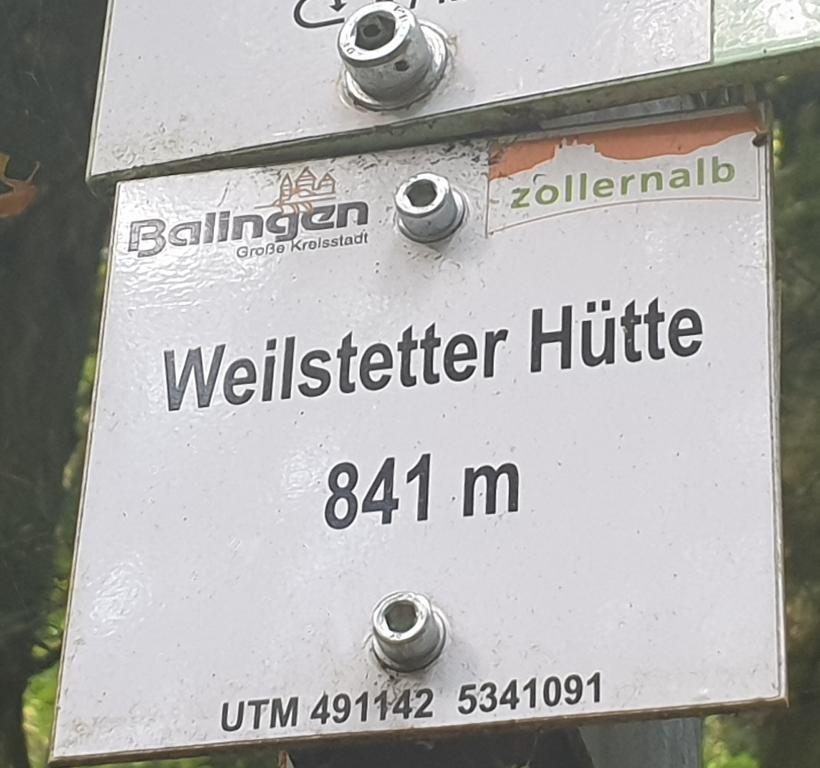 Balingen
Große Kreisstadt
zollernalb
Weilstetter Hütte
841 m
UTM 491142 5341091